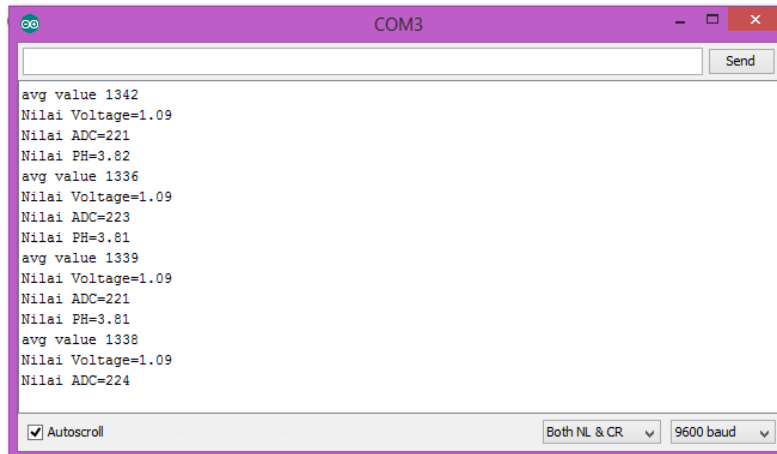 COM3
Send
avg value 1342
Nilai Voltage=1.09
Nilai ADC=221
Nilai PH=3.82
avg value 1336
Nilai Voltage=1.09
Nilai ADC=223
Nilai PH=3.81
avg value 1339
Nilai Voltage=1.09
Nilai ADC=221
Nilai PH=3.81
avg value 1338
Nilai Voltage=1.09
Nilai ADC=224
Autoscroll Both NL & CR 9600 baud